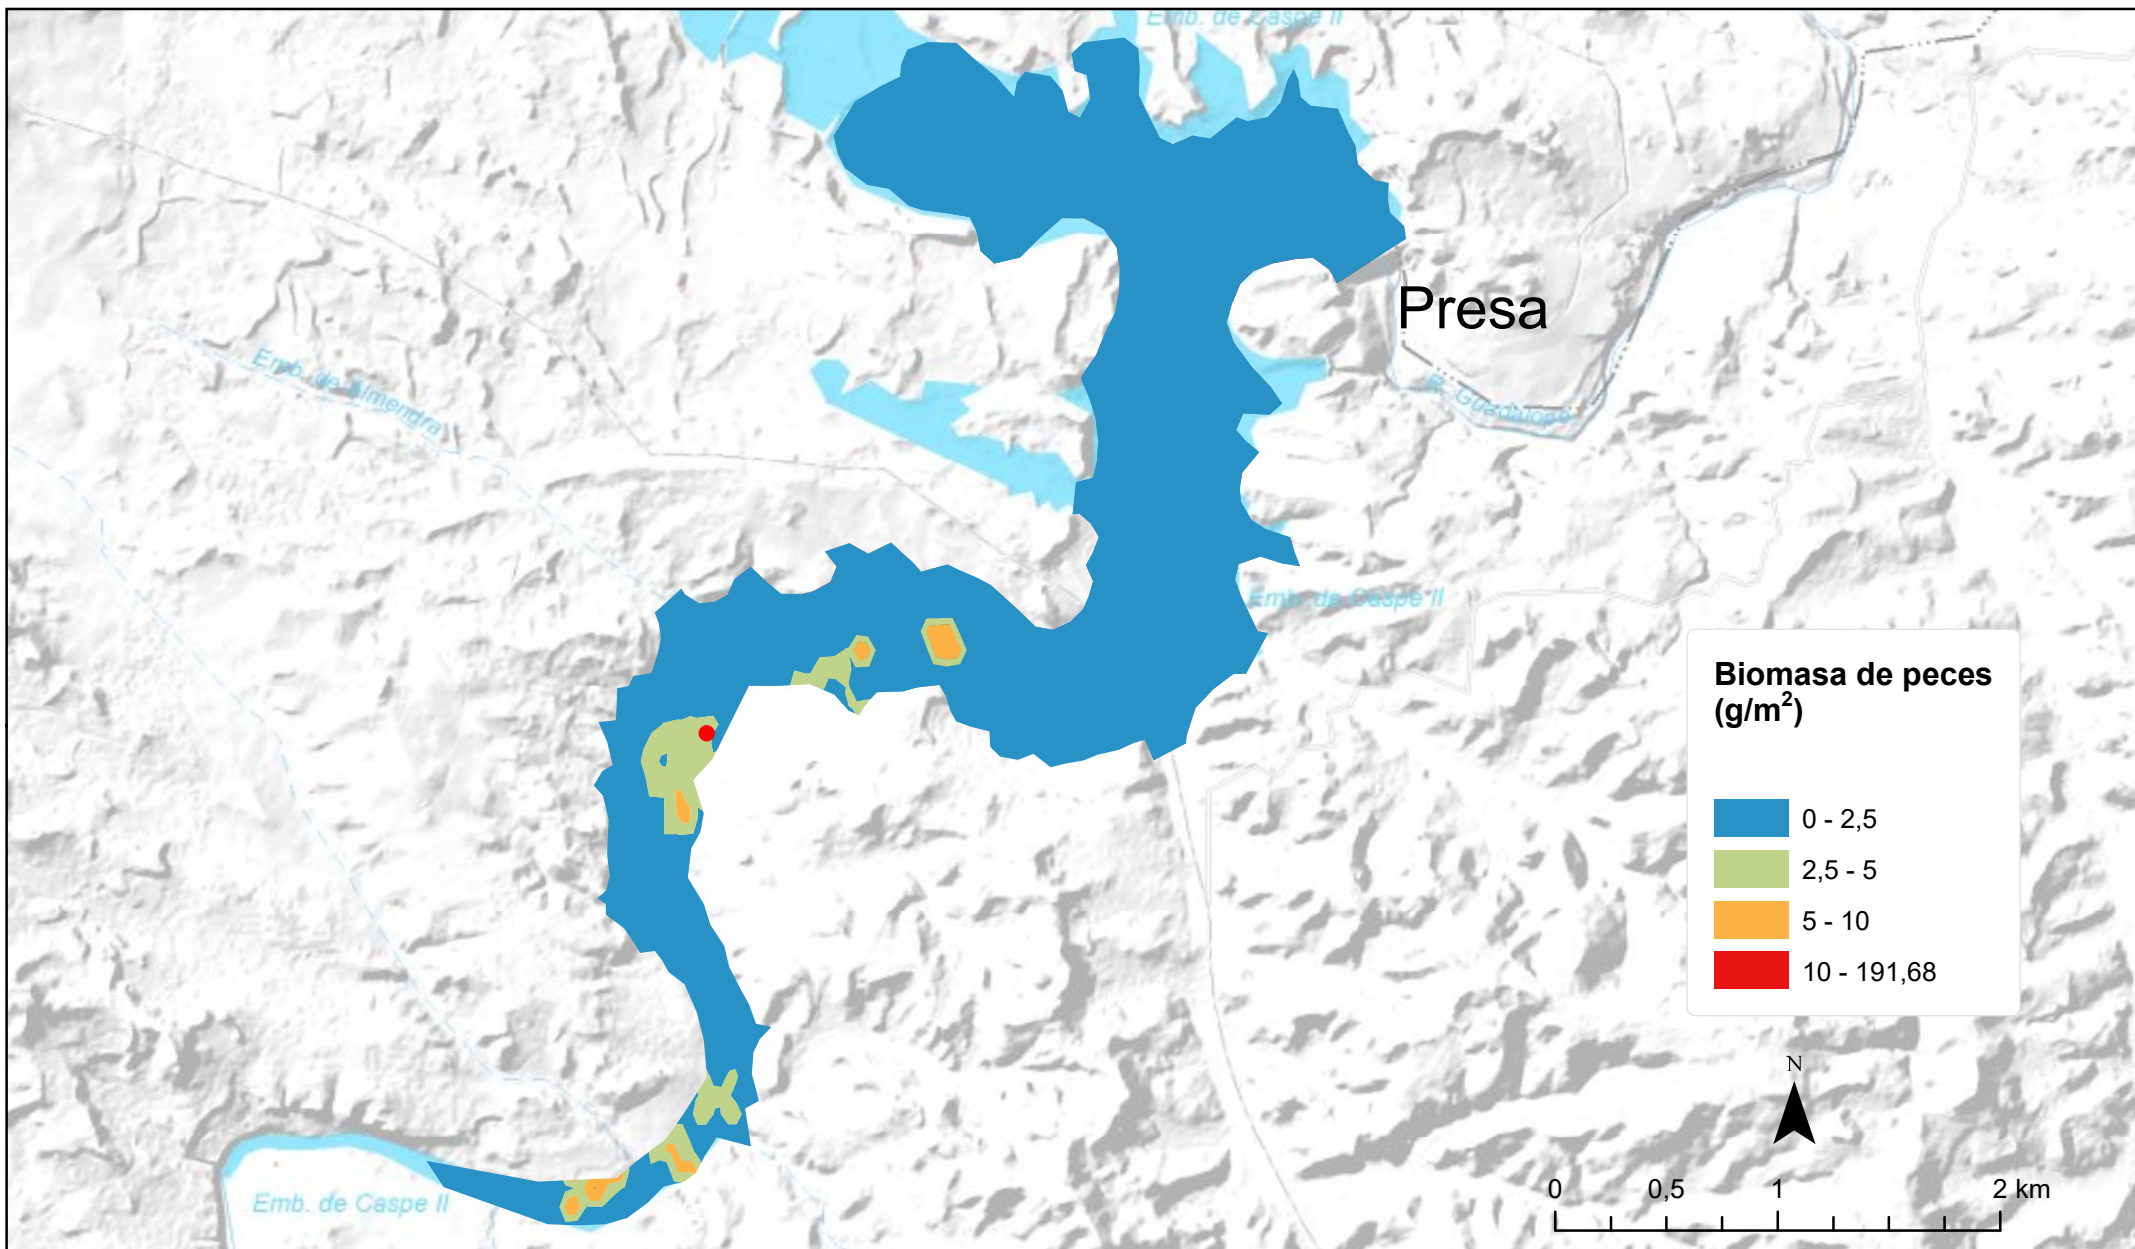 Emb. de Caspe II
Presa
Emb. de Almendra
R. Guadalope
Emb. de Caspe II
Biomasa de peces
(g/m²)
0 - 2,5
2,5 - 5
5 - 10
10 - 191,68
N
0 0,5 1 2 km
Emb. de Caspe II